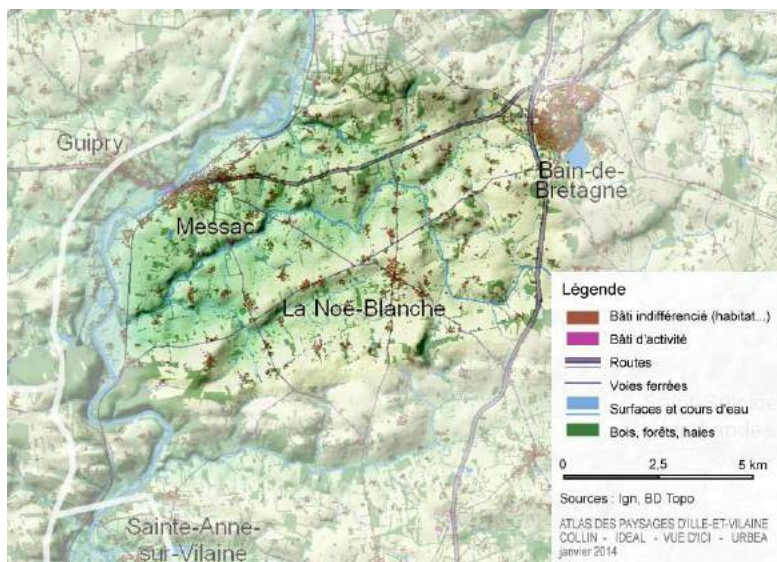 Guipry
Bain-de-
Bretagne
Messac
La Noë-Blanche
Légende
Bâti indifférencié (habitat...)
Bâti d'activité
Routes
Voies ferrées
Surfaces et cours d'eau
Bois, forêts, haies
0 2,5 5 km
Sources : Ign, BD Topo
ATLAS DES PAYSAGES D'ILLE-ET-VILAINE
COLLIN - IDEAL - VUE D'ICI - URBEA
janvier 2014
Sainte-Anne-
sur-Vilaine